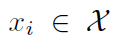 x_i ∈ 𝒳